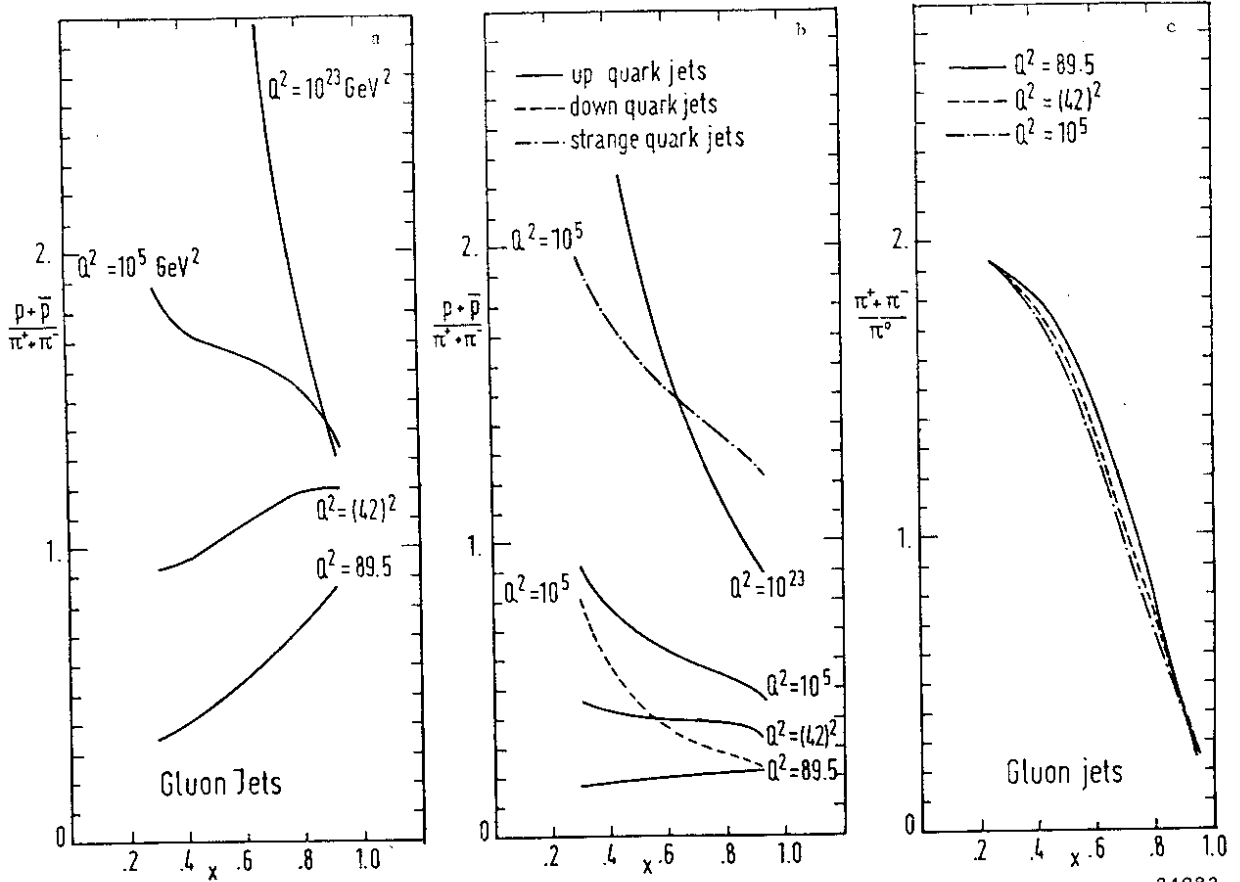 a
Q² = 10²³ GeV²
Q² = 10⁵ GeV²
Q² = (42)²
Q² = 89.5
Gluon Jets
2.
1.
0
p + p̄
π⁺ + π⁻
.2 .4 .6 .8 1.0
x
b
up quark jets
down quark jets
strange quark jets
Q² = 10⁵
Q² = 10²³
Q² = 10⁵
Q² = 10⁵
Q² = (42)²
Q² = 89.5
2.
1.
0
p + p̄
π⁺ + π⁻
.2 .4 .6 .8 1.0
x
c
Q² = 89.5
Q² = (42)²
Q² = 10⁵
2.
1.
0
π⁺ + π⁻
π⁰
Gluon jets
.2 .4 .6 .8 1.0
x